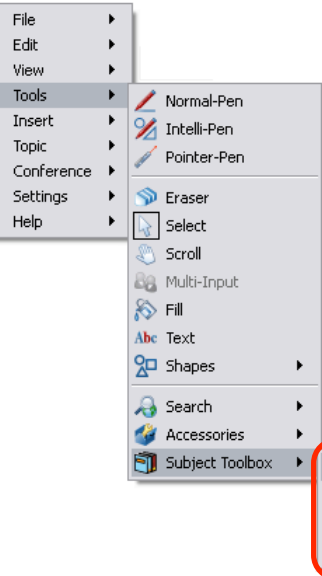 File
Edit
View
Tools
Insert
Topic
Conference
Settings
Help
Normal-Pen
Intelli-Pen
Pointer-Pen
Eraser
Select
Scroll
Multi-Input
Fill
Abc Text
Shapes
Search
Accessories
Subject Toolbox